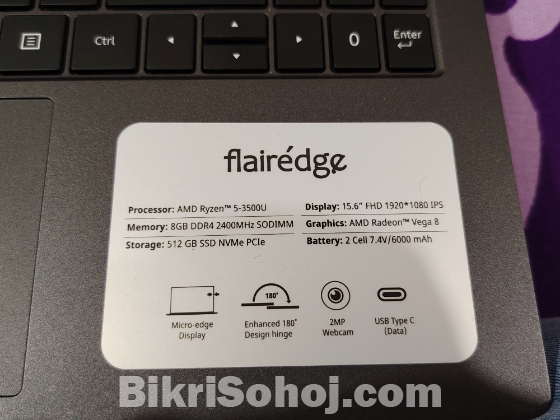 Ctrl
0
Enter
flairédge
Processor: AMD Ryzen™ 5-3500U
Display: 15.6" FHD 1920*1080 IPS
Memory: 8GB DDR4 2400MHz SODIMM
Graphics: AMD Radeon™ Vega 8
Storage: 512 GB SSD NVMe PCIe
Battery: 2 Cell 7.4V/6000 mAh
180°
Micro-edge
Display
Enhanced 180°
Design hinge
2MP
Webcam
USB Type C
(Data)
BikriSohoj.com